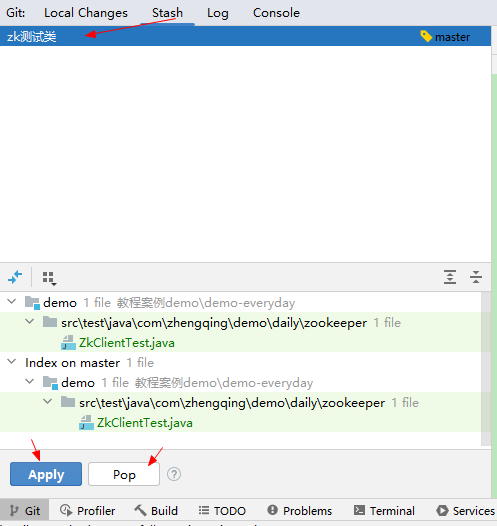 Git: Local Changes Stash Log Console
zk测试类 master
demo 1 file 教程案例demo\demo-everyday
src\test\java\com\zhengqing\demo\daily\zookeeper 1 file
ZkClientTest.java
Index on master 1 file
demo 1 file 教程案例demo\demo-everyday
src\test\java\com\zhengqing\demo\daily\zookeeper 1 file
ZkClientTest.java
Apply Pop ?
Git Profiler Build TODO Problems Terminal Services